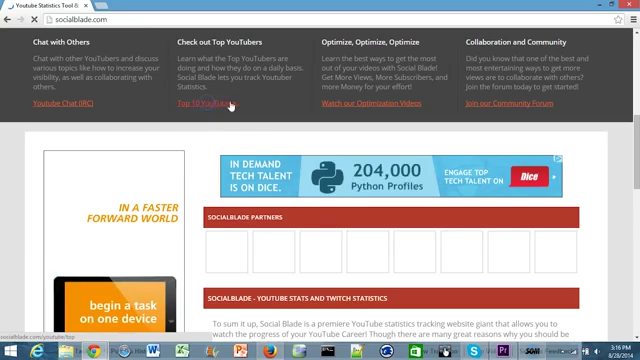 Youtube Statistics Tool &
socialblade.com
Chat with Others
Chat with other YouTubers and discuss
various topics like how to increase your
visibility, as well as collaborating with
others.
Youtube Chat (IRC)
Check out Top YouTubers
Learn what the Top YouTubers are
doing and how they do on a daily basis.
Social Blade lets you track Youtuber
Statistics.
Top 10 YouTubers
Optimize, Optimize, Optimize
Learn the best ways to get the most
out of your videos with Social Blade!
Get More Views, More Subscribers, and
more Money for your effort!
Watch our Optimization Videos
Collaboration and Community
Did you know that one of the best and
most entertaining ways to get more
views are to collaborate with others?
Join the forum today to get started!
Join our Community Forum
IN A FASTER
FORWARD WORLD
begin a task
on one device
IN DEMAND
TECH TALENT
IS ON DICE.
204,000
Python Profiles
ENGAGE TOP
TECH TALENT ON
Dice
SOCIALBLADE PARTNERS
SOCIALBLADE - YOUTUBE STATS AND TWITCH STATISTICS
To sum it up, Social Blade is a premiere YouTube statistics tracking website giant that allows you to
watch the progress of your YouTube Career! Though there are many great reasons why you should be
socialblade.com/youtube/top
3:16 PM
8/28/2014